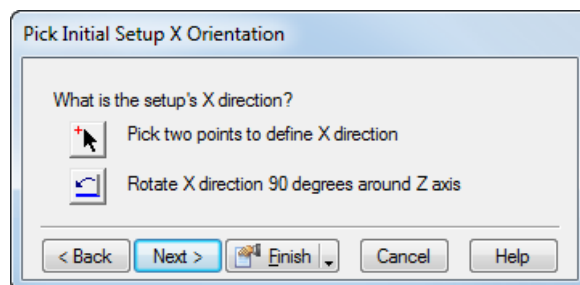 Pick Initial Setup X Orientation
What is the setup's X direction?
Pick two points to define X direction
Rotate X direction 90 degrees around Z axis
< Back Next > Finish Cancel Help